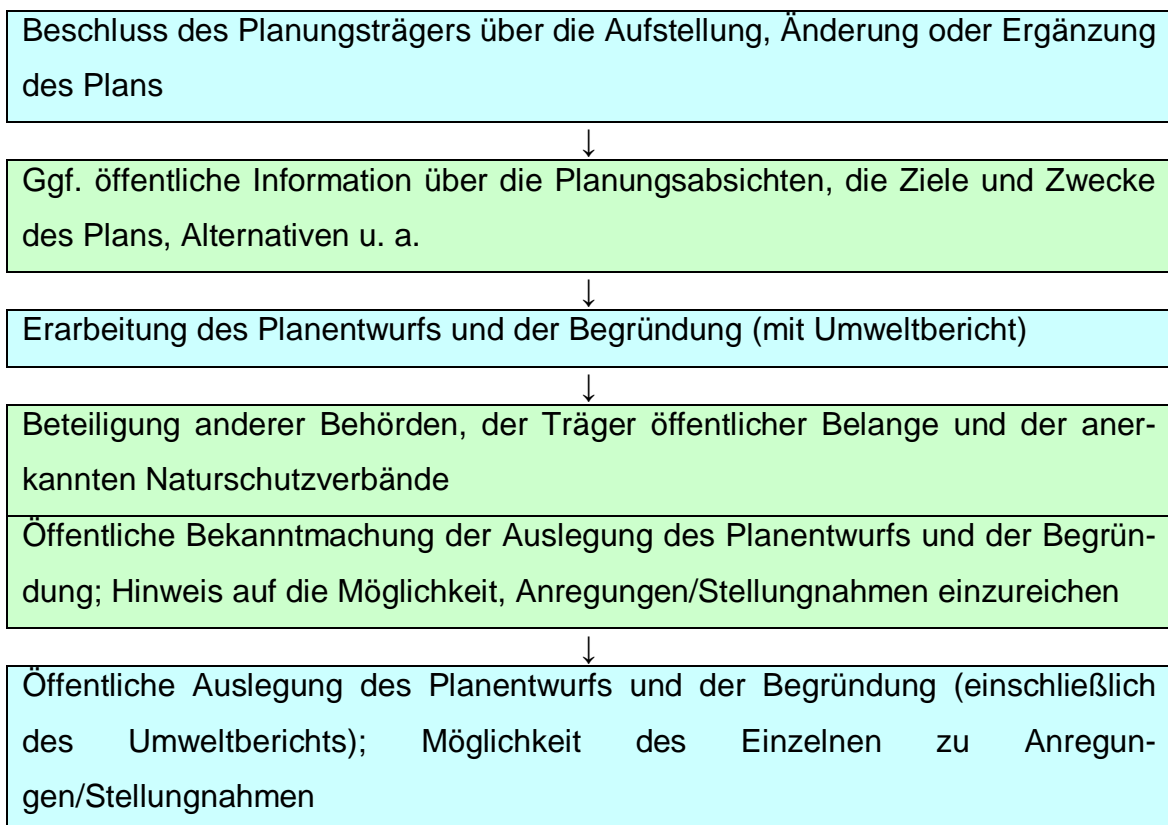 Beschluss des Planungsträgers über die Aufstellung, Änderung oder Ergänzung
des Plans
↓
Ggf. öffentliche Information über die Planungsabsichten, die Ziele und Zwecke
des Plans, Alternativen u. a.
↓
Erarbeitung des Planentwurfs und der Begründung (mit Umweltbericht)
↓
Beteiligung anderer Behörden, der Träger öffentlicher Belange und der aner-
kannten Naturschutzverbände
Öffentliche Bekanntmachung der Auslegung des Planentwurfs und der Begrün-
dung; Hinweis auf die Möglichkeit, Anregungen/Stellungnahmen einzureichen
↓
Öffentliche Auslegung des Planentwurfs und der Begründung (einschließlich
des Umweltberichts); Möglichkeit des Einzelnen zu Anregun-
gen/Stellungnahmen